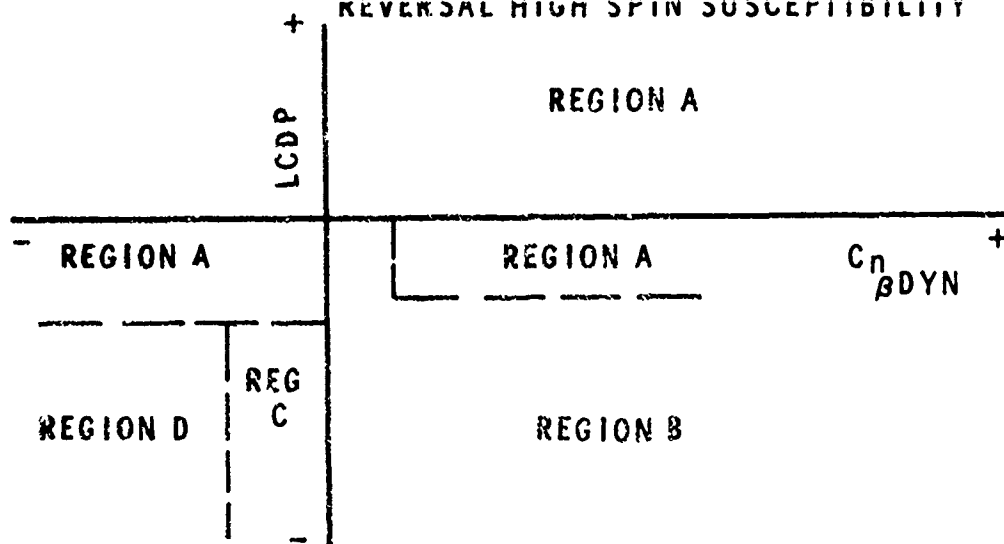 REVERSAL HIGH SPIN SUSCEPTIBILITY
+
REGION A
LCDP
-
REGION A
REGION A
+
CnβDYN
REG
C
REGION D
REGION B
-